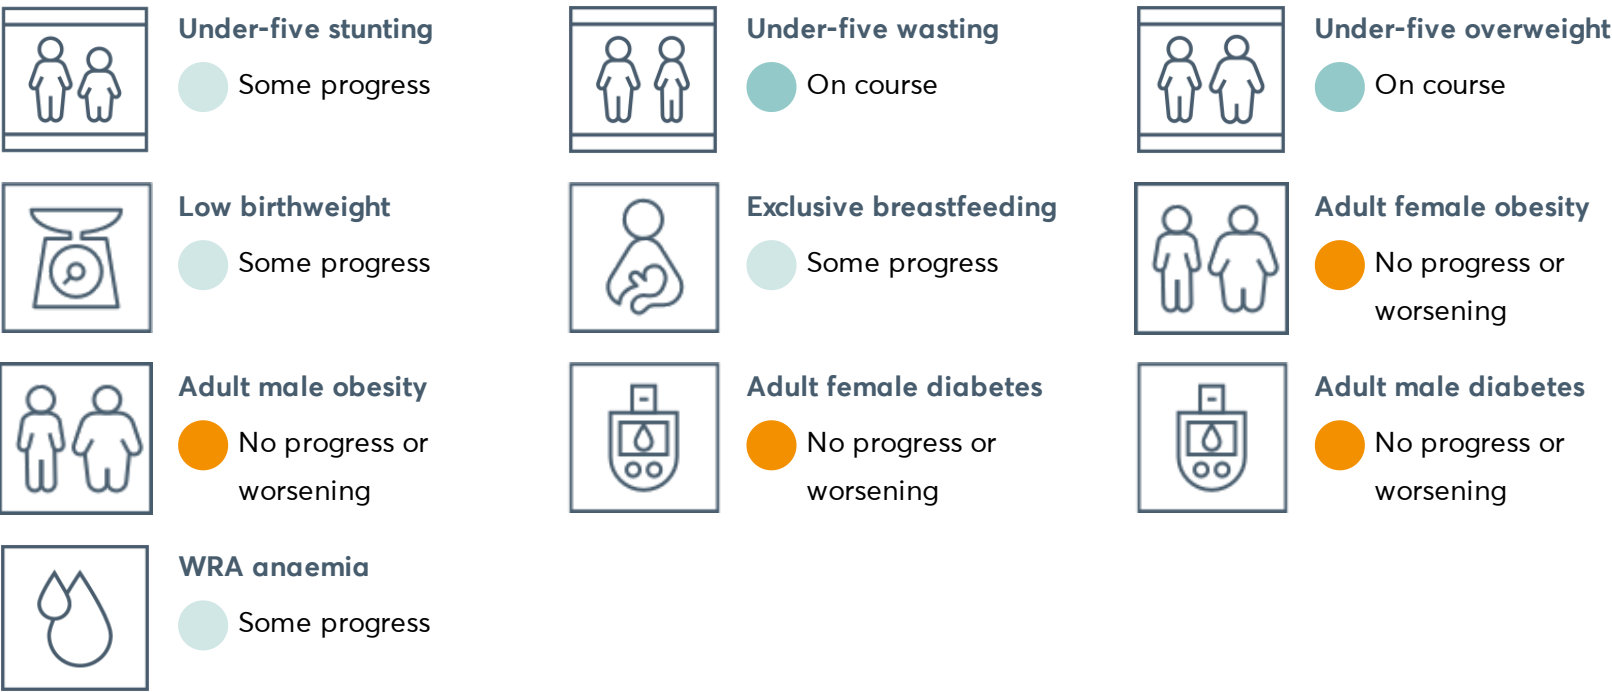 Under-five stunting
Some progress
Under-five wasting
On course
Under-five overweight
On course
Low birthweight
Some progress
Exclusive breastfeeding
Some progress
Adult female obesity
No progress or
worsening
Adult male obesity
No progress or
worsening
Adult female diabetes
No progress or
worsening
Adult male diabetes
No progress or
worsening
WRA anaemia
Some progress